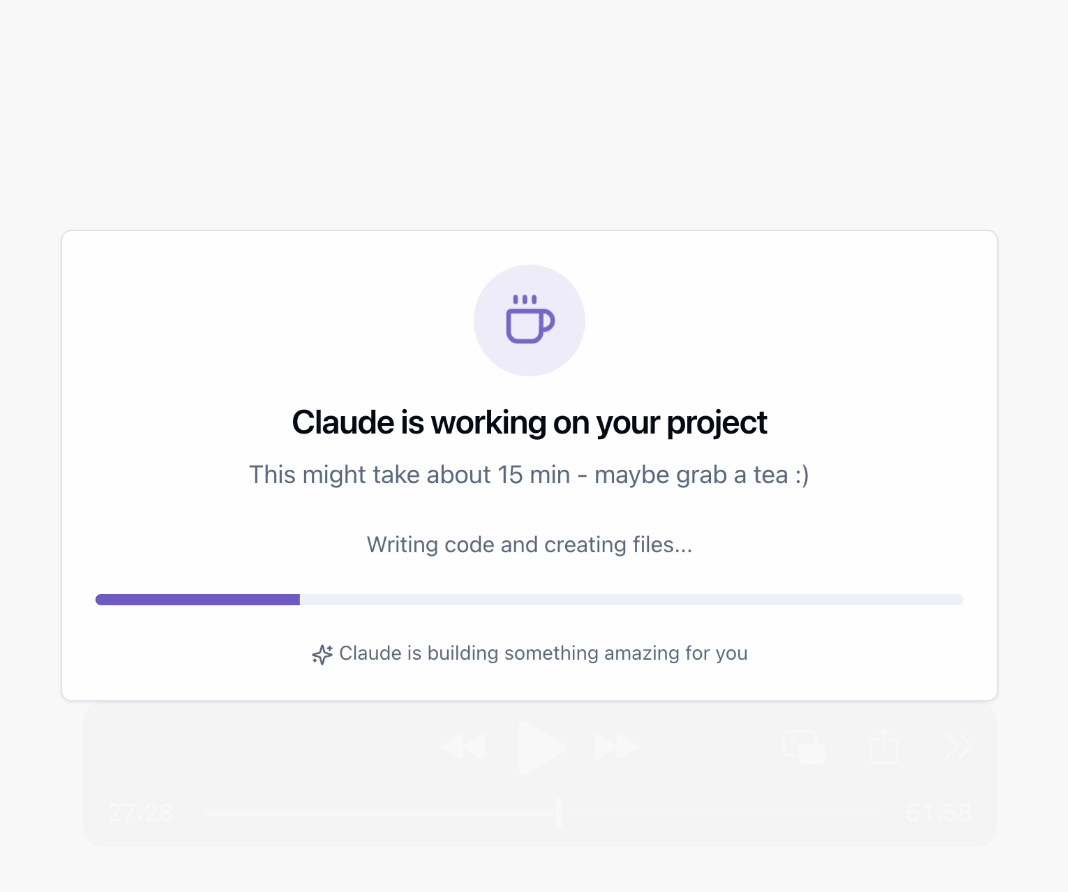 Claude is working on your project
This might take about 15 min - maybe grab a tea :)
Writing code and creating files...
Claude is building something amazing for you
27:28
51:58